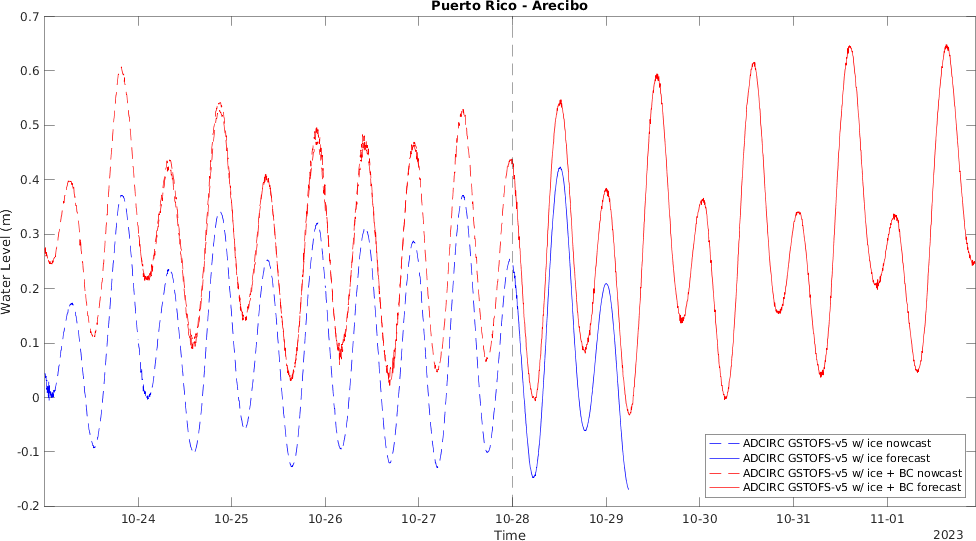 Puerto Rico - Arecibo
0.7
0.6
0.5
0.4
0.3
0.2
0.1
0
-0.1
-0.2
Water Level (m)
ADCIRC GSTOFS-v5 w/ ice nowcast
ADCIRC GSTOFS-v5 w/ ice forecast
ADCIRC GSTOFS-v5 w/ ice + BC nowcast
ADCIRC GSTOFS-v5 w/ ice + BC forecast
10-24 10-25 10-26 10-27 10-28 10-29 10-30 10-31 11-01
Time
2023